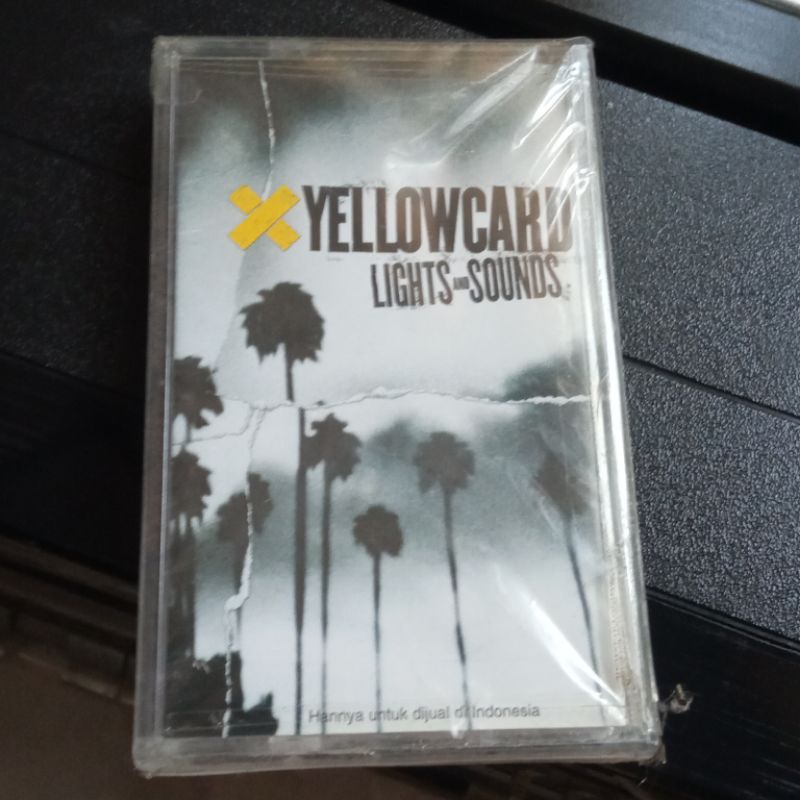 YELLOWCARD
LIGHTS AND SOUNDS
Hannya untuk dijual di Indonesia